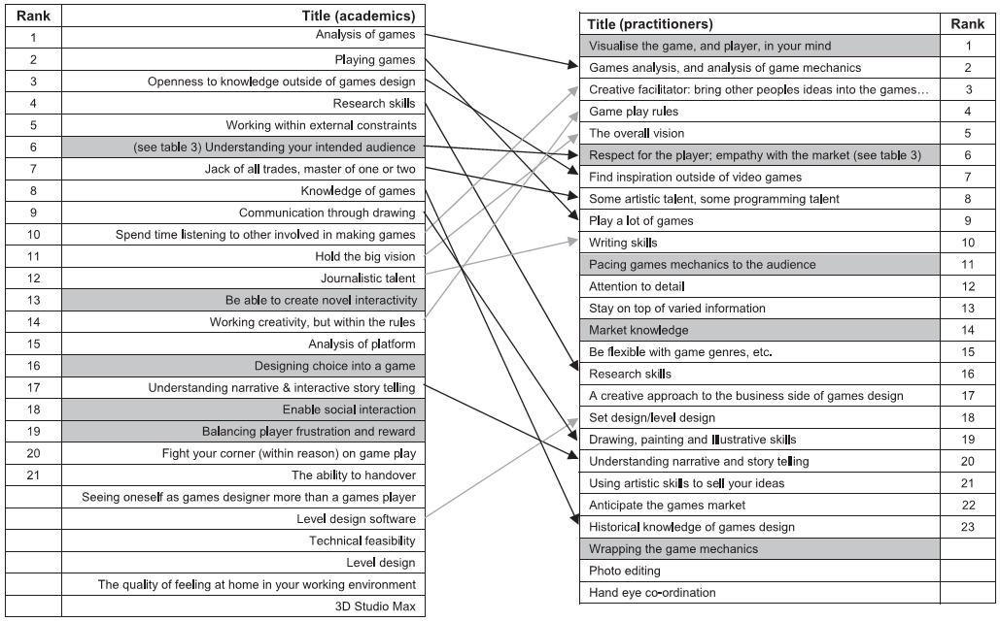 Rank Title (academics)
1 Analysis of games
2 Playing games
3 Openness to knowledge outside of games design
4 Research skills
5 Working within external constraints
6 (see table 3) Understanding your intended audience
7 Jack of all trades, master of one or two
8 Knowledge of games
9 Communication through drawing
10 Spend time listening to other involved in making games
11 Hold the big vision
12 Journalistic talent
13 Be able to create novel interactivity
14 Working creativity, but within the rules
15 Analysis of platform
16 Designing choice into a game
17 Understanding narrative & interactive story telling
18 Enable social interaction
19 Balancing player frustration and reward
20 Fight your corner (within reason) on game play
21 The ability to handover
Seeing oneself as games designer more than a games player
Level design software
Technical feasibility
Level design
The quality of feeling at home in your working environment
3D Studio Max
Title (practitioners) Rank
Visualise the game, and player, in your mind 1
Games analysis, and analysis of game mechanics 2
Creative facilitator: bring other peoples ideas into the games... 3
Game play rules 4
The overall vision 5
Respect for the player; empathy with the market (see table 3) 6
Find inspiration outside of video games 7
Some artistic talent, some programming talent 8
Play a lot of games 9
Writing skills 10
Pacing games mechanics to the audience 11
Attention to detail 12
Stay on top of varied information 13
Market knowledge 14
Be flexible with game genres, etc. 15
Research skills 16
A creative approach to the business side of games design 17
Set design/level design 18
Drawing, painting and Illustrative skills 19
Understanding narrative and story telling 20
Using artistic skills to sell your ideas 21
Anticipate the games market 22
Historical knowledge of games design 23
Wrapping the game mechanics
Photo editing
Hand eye co-ordination